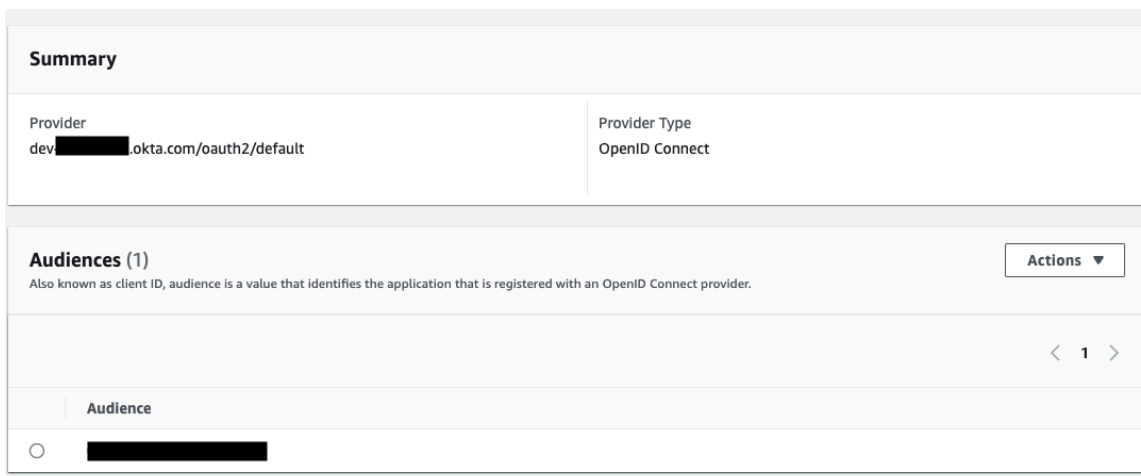 Summary
Provider
Provider Type
dev- .okta.com/oauth2/default
OpenID Connect
Audiences (1)
Actions
Also known as client ID, audience is a value that identifies the application that is registered with an OpenID Connect provider.
1
Audience